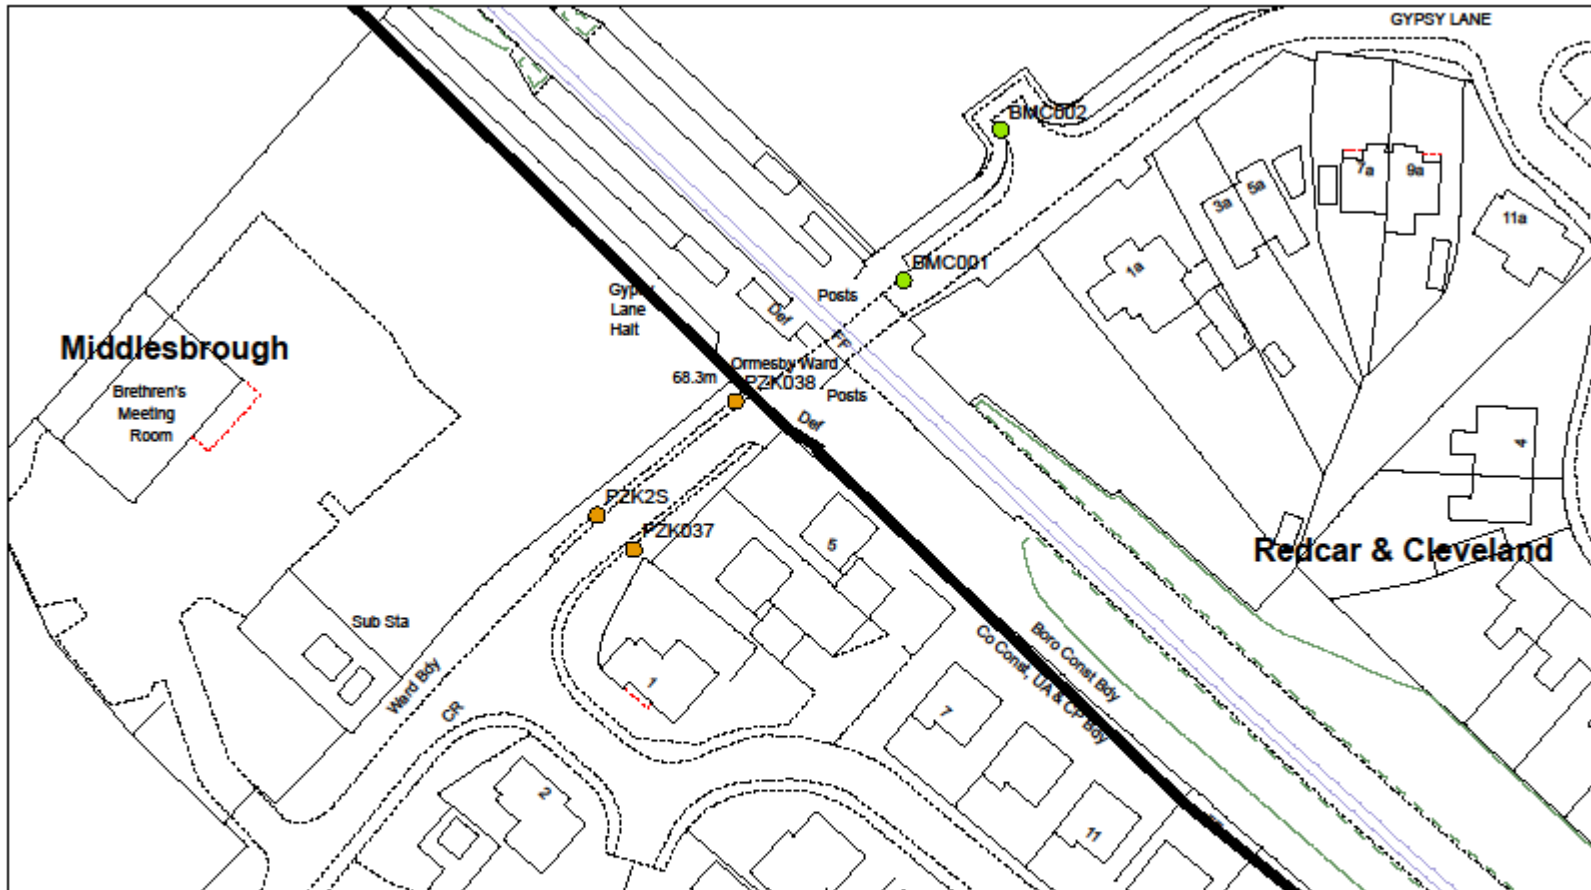 GYPSY LANE
BMC002
7a
9a
5a
3a
11a
1a
BMC001
Gypsy
Lane
Halt
Posts
Def
FP
Middlesbrough
Ormesby Ward
68.3m
PZK038
Posts
Brethren's
Meeting
Room
Def
4
PZK2S
PZK037
5
Redcar & Cleveland
Sub Sta
Boro Const Bdy
Co Const, UA & CP Bdy
Ward Bdy
CR
1
7
2
11